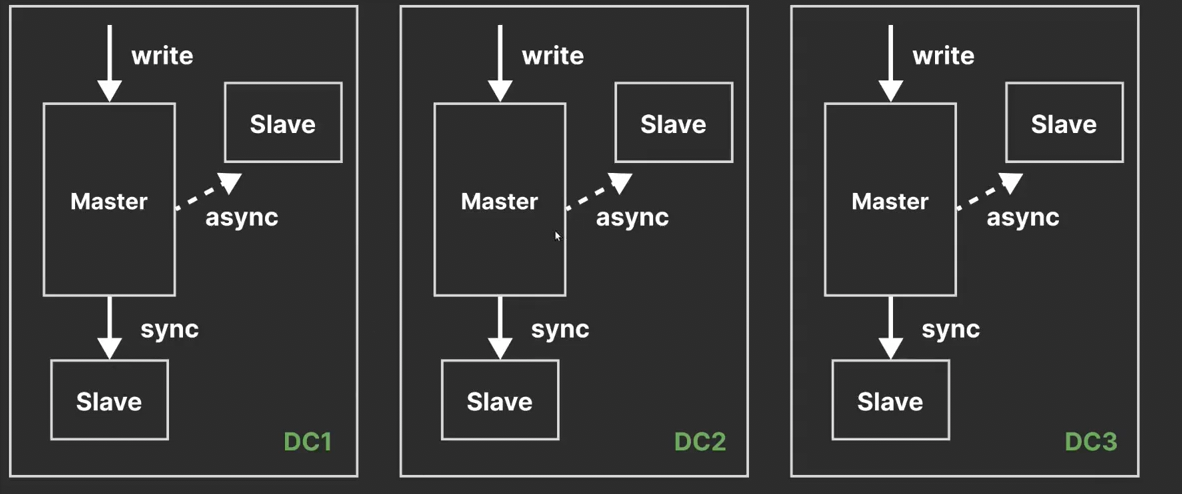 write
Slave
Master
async
sync
Slave
DC1
write
Slave
Master
async
sync
Slave
DC2
write
Slave
Master
async
sync
Slave
DC3